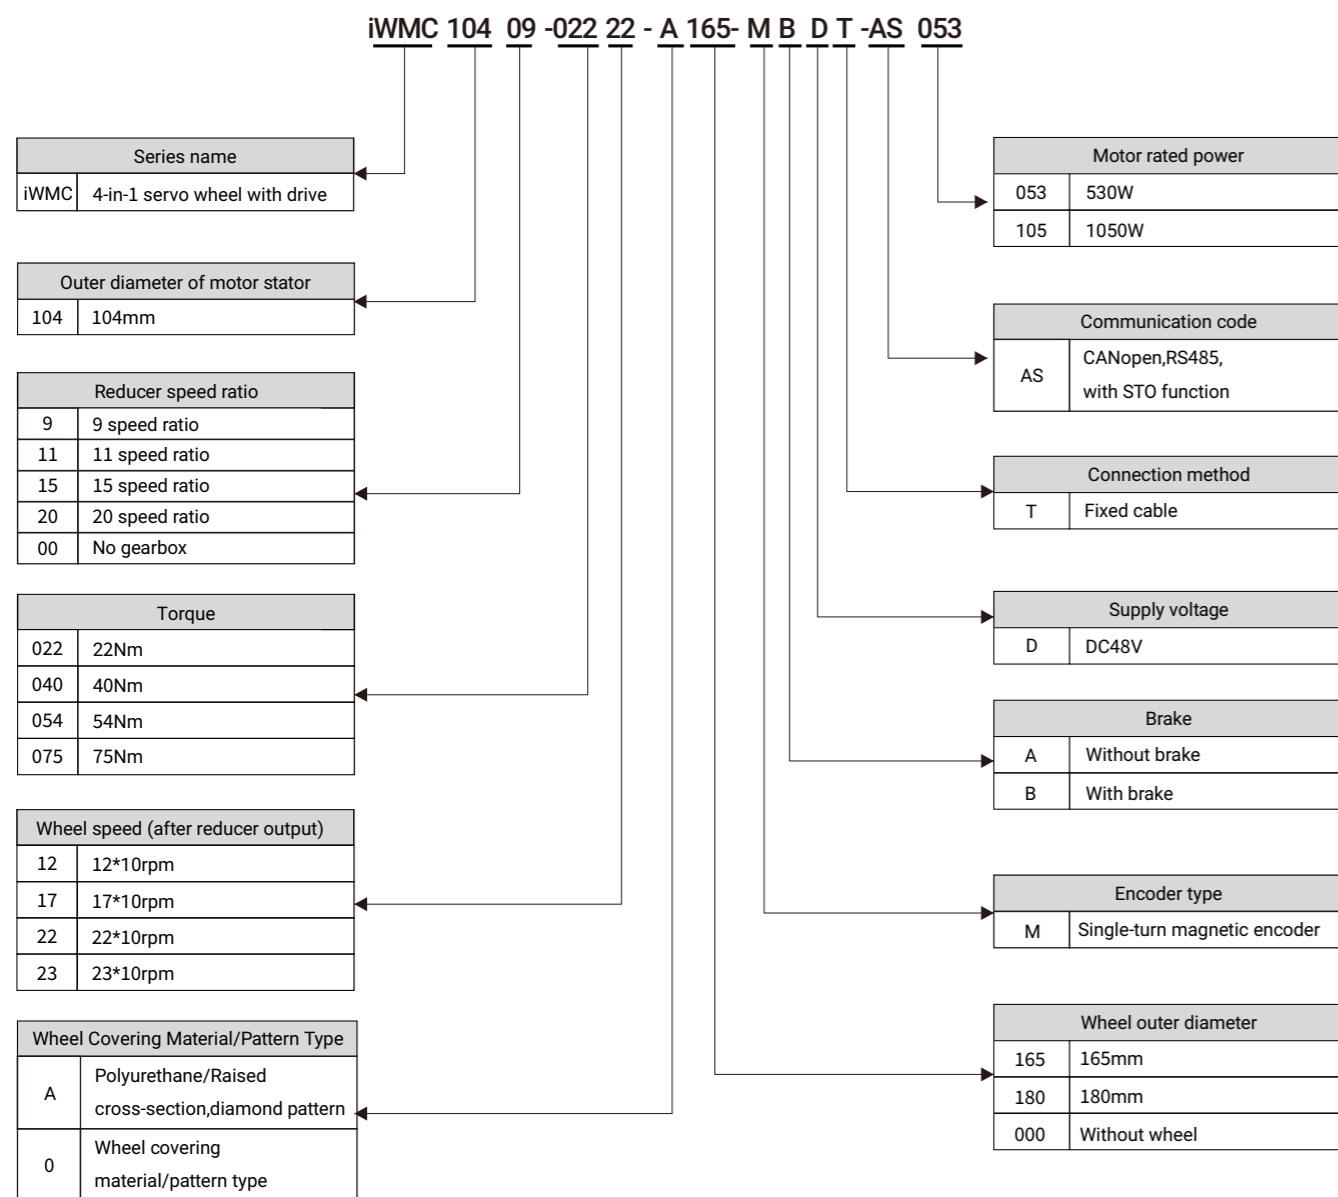 iWMC 104 09 -022 22 - A 165- M B D T -AS 053
Series name
iWMC 4-in-1 servo wheel with drive
Outer diameter of motor stator
104 104mm
Reducer speed ratio
9 9 speed ratio
11 11 speed ratio
15 15 speed ratio
20 20 speed ratio
00 No gearbox
Torque
022 22Nm
040 40Nm
054 54Nm
075 75Nm
Wheel speed (after reducer output)
12 12*10rpm
17 17*10rpm
22 22*10rpm
23 23*10rpm
Wheel Covering Material/Pattern Type
A Polyurethane/Raised
cross-section,diamond pattern
0 Wheel covering
material/pattern type
Motor rated power
053 530W
105 1050W
Communication code
AS CANopen,RS485,
with STO function
Connection method
T Fixed cable
Supply voltage
D DC48V
Brake
A Without brake
B With brake
Encoder type
M Single-turn magnetic encoder
Wheel outer diameter
165 165mm
180 180mm
000 Without wheel